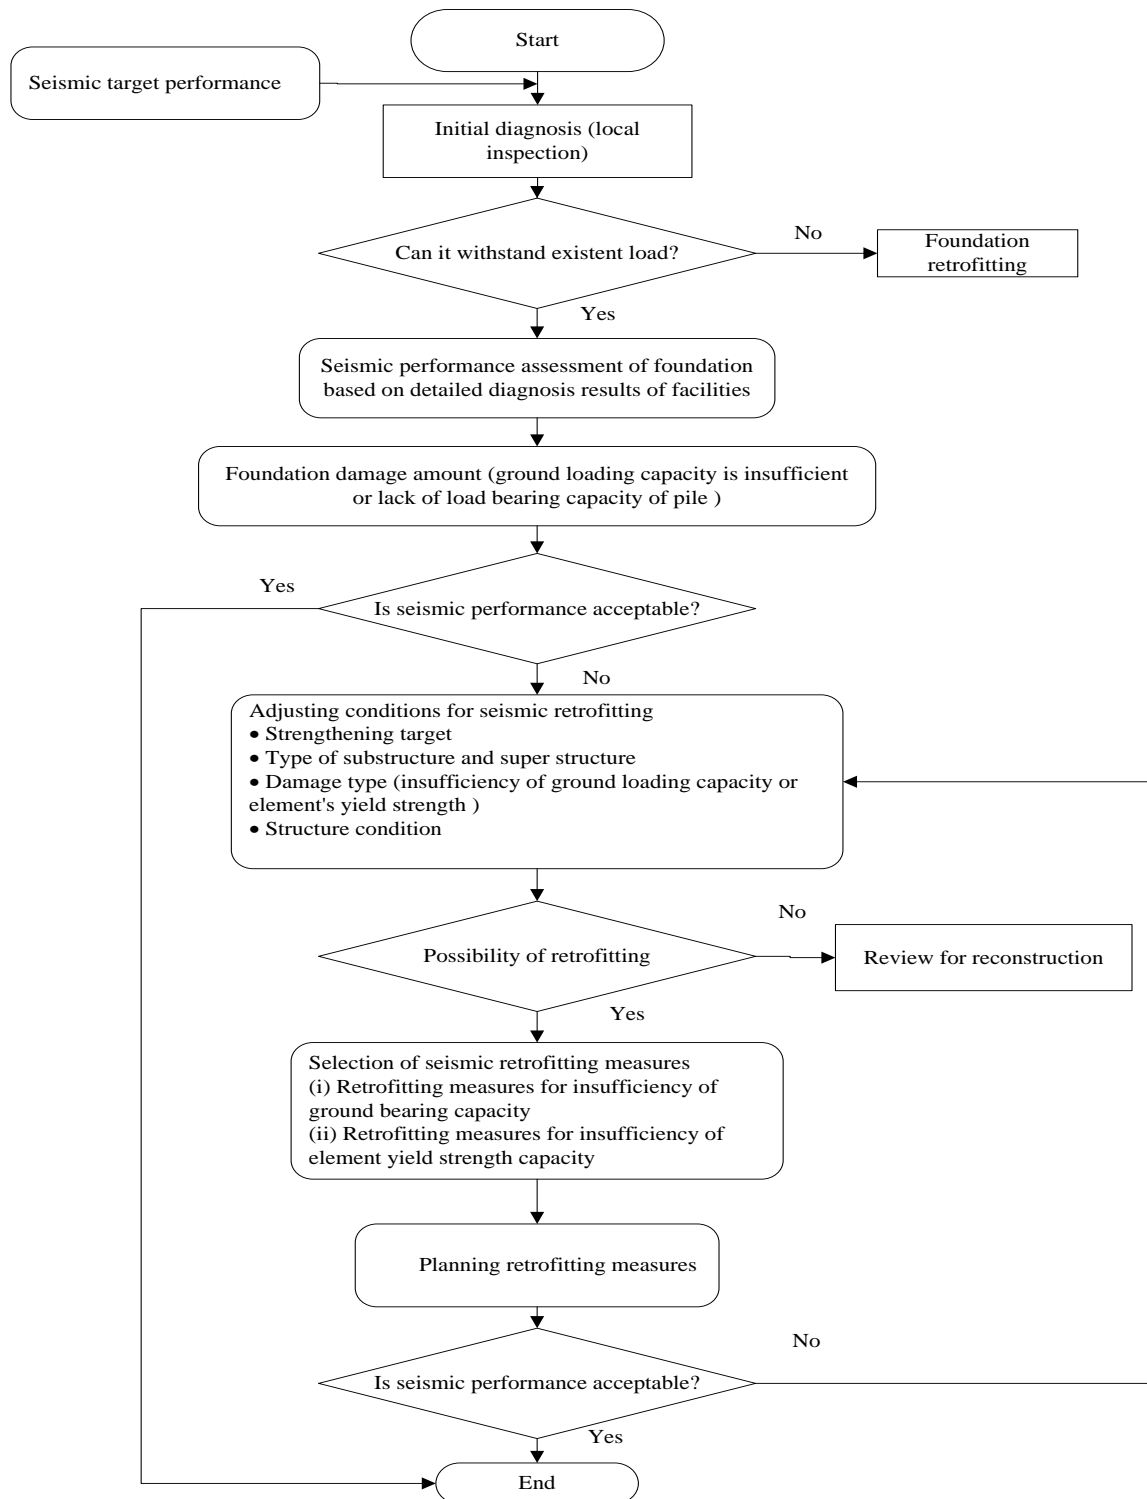 Start
Seismic target performance
Initial diagnosis (local
inspection)
Can it withstand existent load?
No
Foundation
retrofitting
Yes
Seismic performance assessment of foundation
based on detailed diagnosis results of facilities
Foundation damage amount (ground loading capacity is insufficient
or lack of load bearing capacity of pile )
Yes
Is seismic performance acceptable?
No
Adjusting conditions for seismic retrofitting
• Strengthening target
• Type of substructure and super structure
• Damage type (insufficiency of ground loading capacity or
element's yield strength )
• Structure condition
No
Possibility of retrofitting
Review for reconstruction
Yes
Selection of seismic retrofitting measures
(i) Retrofitting measures for insufficiency of
ground bearing capacity
(ii) Retrofitting measures for insufficiency of
element yield strength capacity
Planning retrofitting measures
No
Is seismic performance acceptable?
Yes
End